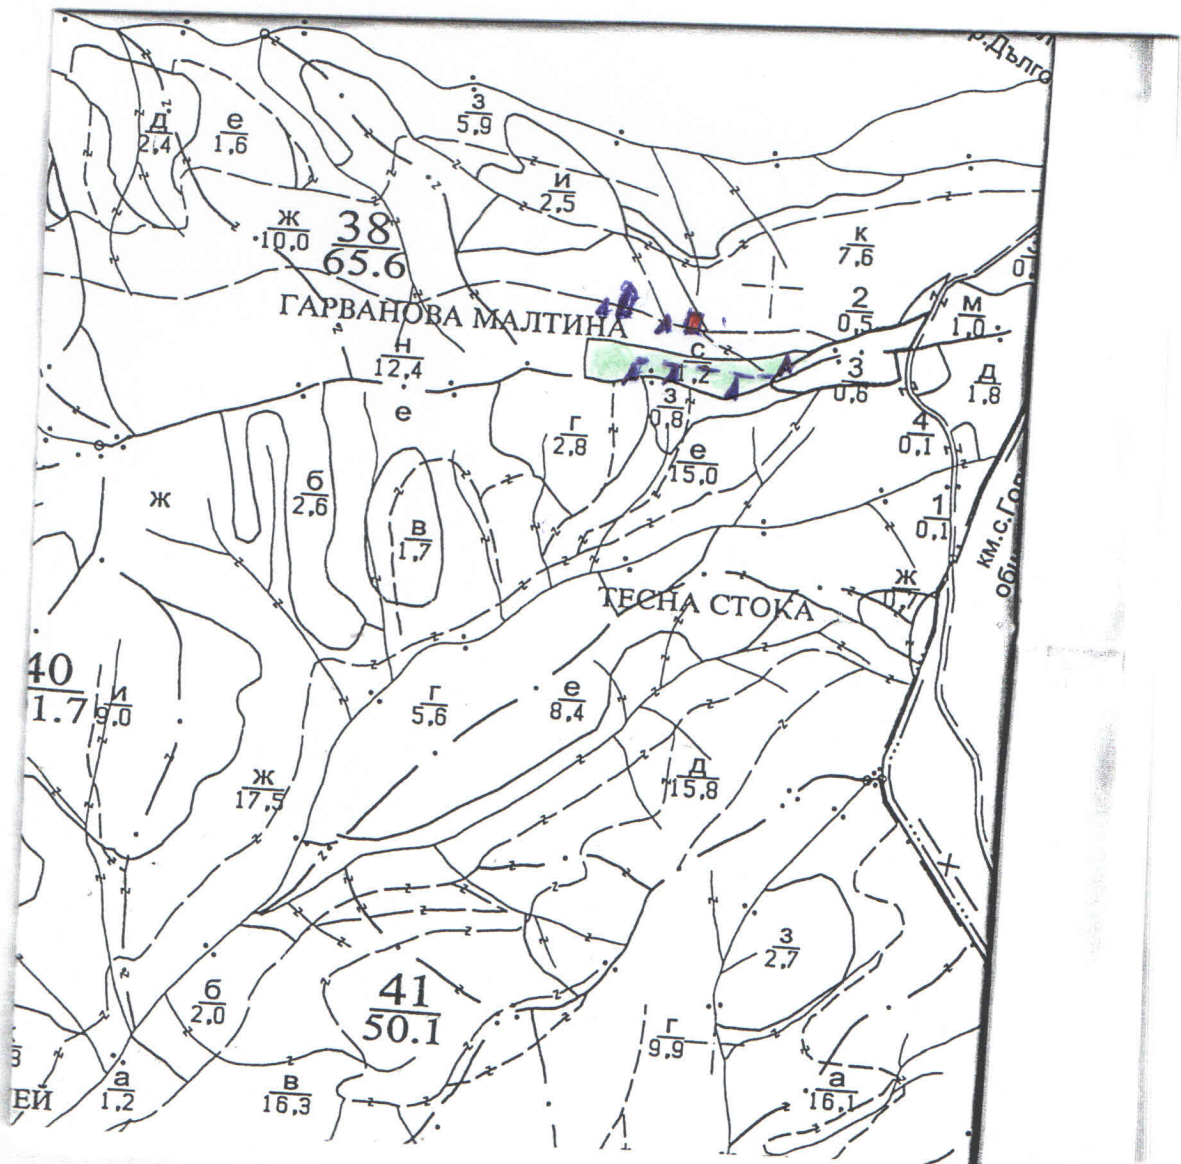 р.Дълго
З
5,9
д
2,4
е
1,6
и
2,5
ж
10,0
38
65.6
к
7,6
2
0,5
м
1,0
ГАРВАНОВА МАЛТИНА
н
12,4
с
1,2
3
0,6
д
1,8
е
г
2,8
з
0,8
4
0,1
е
15,0
ж
б
2,6
в
1,7
1
0,1
км.с.Гор
общ
ж
0,7
ТЕСНА СТОКА
40
1.7
и
9,0
г
5,6
е
8,4
ж
17,5
д
15,8
з
2,7
41
50.1
б
2,0
г
9,9
а
1,2
в
16,3
а
16,1
ЕЙ